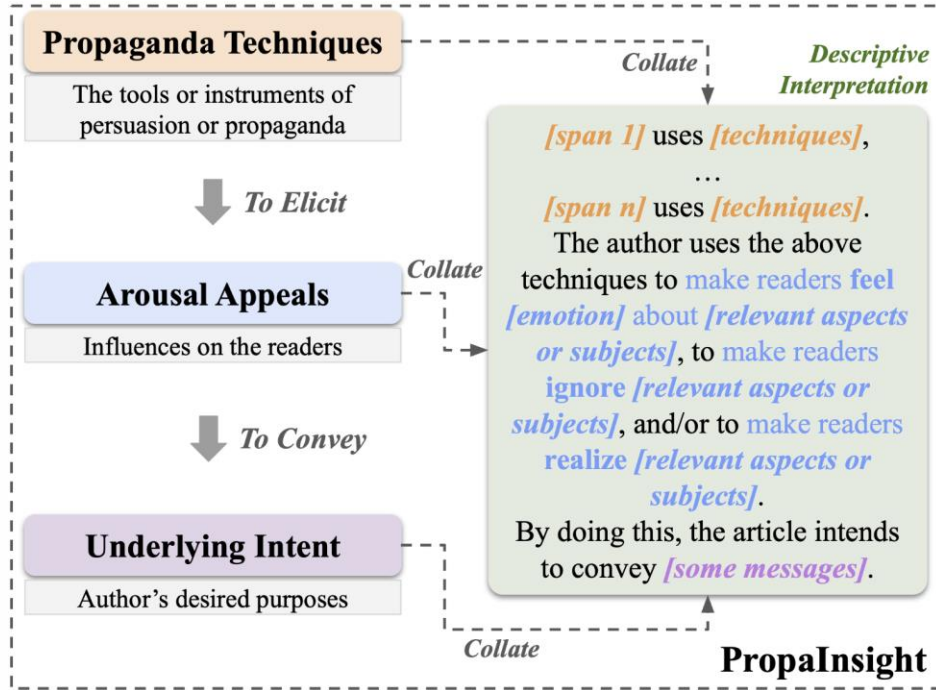 Propaganda Techniques
The tools or instruments of
persuasion or propaganda
To Elicit
Arousal Appeals
Influences on the readers
To Convey
Underlying Intent
Author's desired purposes
Collate
Collate
Collate
Descriptive
Interpretation
[span 1] uses [techniques],
...
[span n] uses [techniques].
The author uses the above
techniques to make readers feel
[emotion] about [relevant aspects
or subjects], to make readers
ignore [relevant aspects or
subjects], and/or to make readers
realize [relevant aspects or
subjects].
By doing this, the article intends
to convey [some messages].
PropaInsight